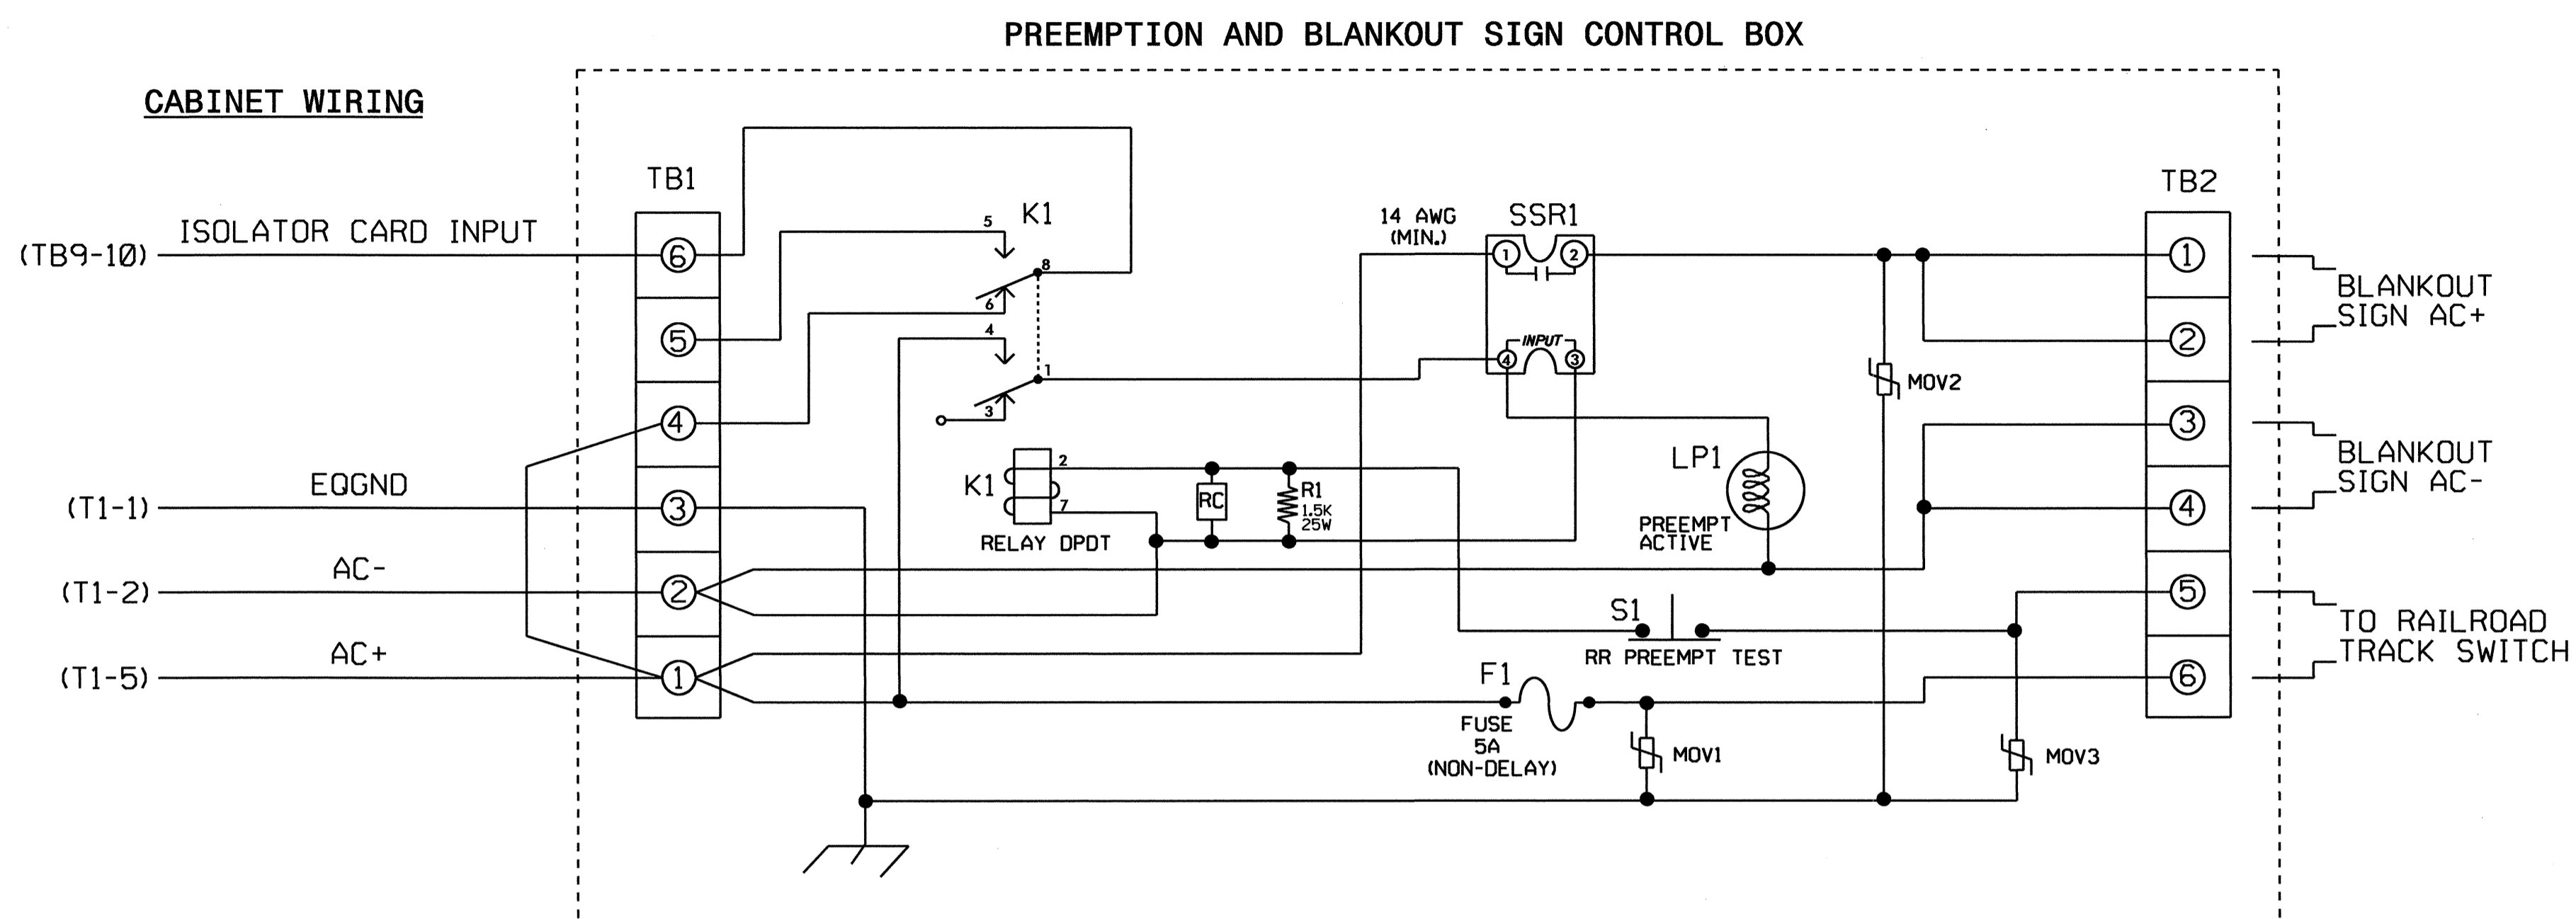 PREEMPTION AND BLANKOUT SIGN CONTROL BOX
CABINET WIRING
TB1
TB2
K1
14 AWG
(MIN.)
SSR1
(TB9-10)
ISOLATOR CARD INPUT
6
5
8
6
4
1
3
1
2
INPUT
4
3
1
BLANKOUT
SIGN AC+
5
2
MOV2
4
3
BLANKOUT
SIGN AC-
(T1-1)
EQGND
3
K1
2
7
RELAY DPDT
RC
R1
1.5K
25W
LP1
PREEMPT
ACTIVE
4
(T1-2)
AC-
2
S1
RR PREEMPT TEST
5
TO RAILROAD
TRACK SWITCH
(T1-5)
AC+
1
F1
FUSE
5A
(NON-DELAY)
6
MOV1
MOV3